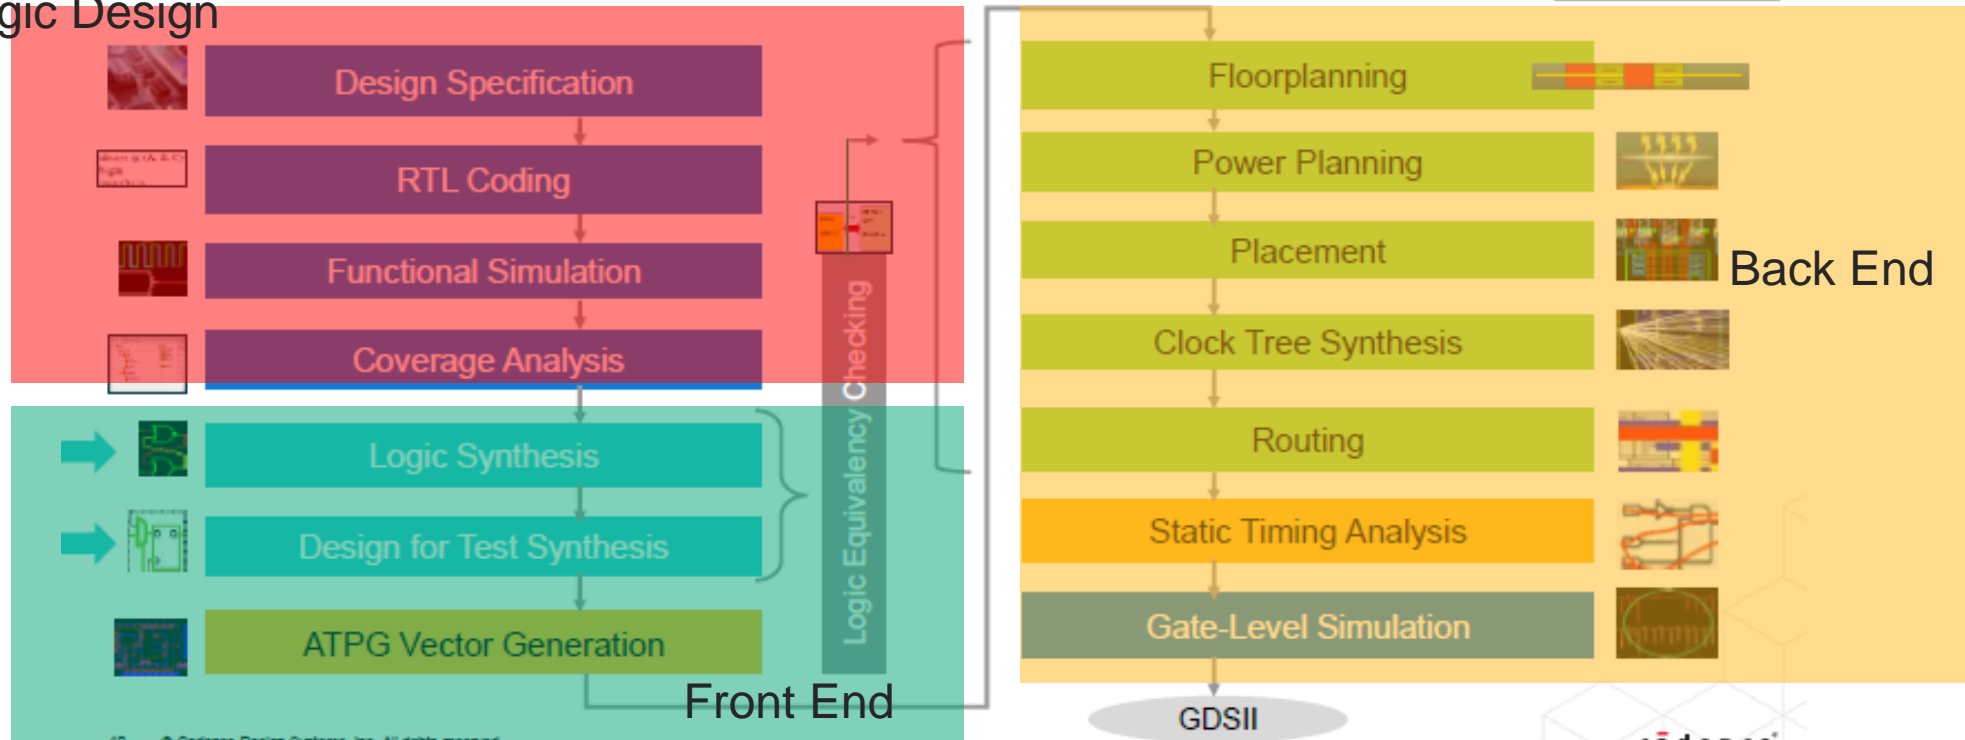 gic Design
Design Specification
RTL Coding
Functional Simulation
Coverage Analysis
Logic Synthesis
Design for Test Synthesis
ATPG Vector Generation
Logic Equivalency Checking
Front End
Floorplanning
Power Planning
Placement
Clock Tree Synthesis
Routing
Static Timing Analysis
Gate-Level Simulation
GDSII
Back End